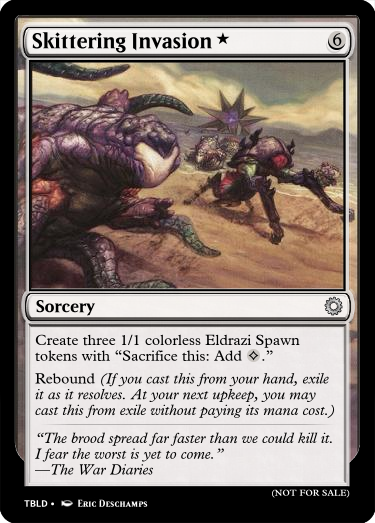 Skittering Invasion ★ 6
Sorcery
Create three 1/1 colorless Eldrazi Spawn
tokens with “Sacrifice this: Add ◇.”
Rebound (If you cast this from your hand, exile
it as it resolves. At your next upkeep, you may
cast this from exile without paying its mana cost.)
“The brood spread far faster than we could kill it.
I fear the worst is yet to come.”
—The War Diaries
(NOT FOR SALE)
TBLD • Eric Deschamps